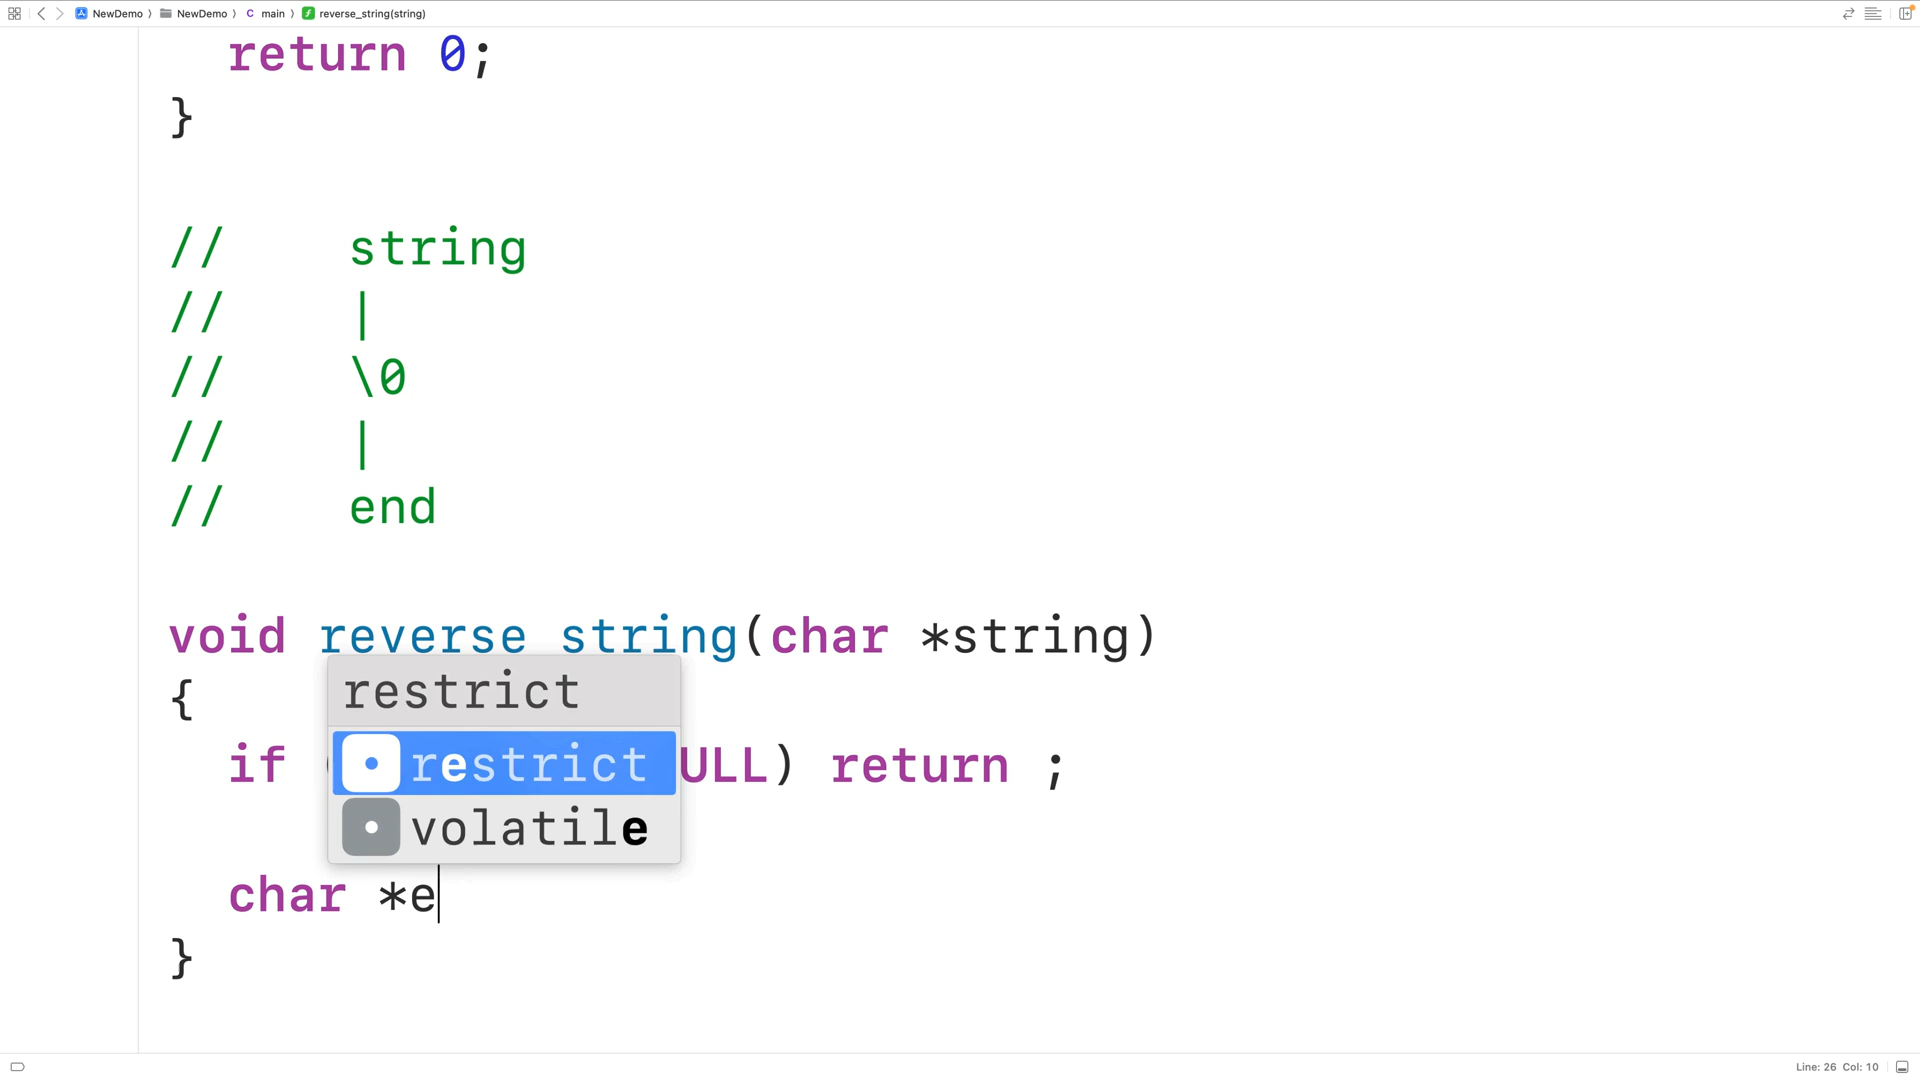 NewDemo 〉 NewDemo 〉 C main 〉 f reverse_string(string)
return 0;
}
// string
// |
// \0
// |
// end
void reverse string(char *string)
{
restrict
if ( ULL) return ;
restrict
volatile
char *e
}
Line: 26 Col: 10